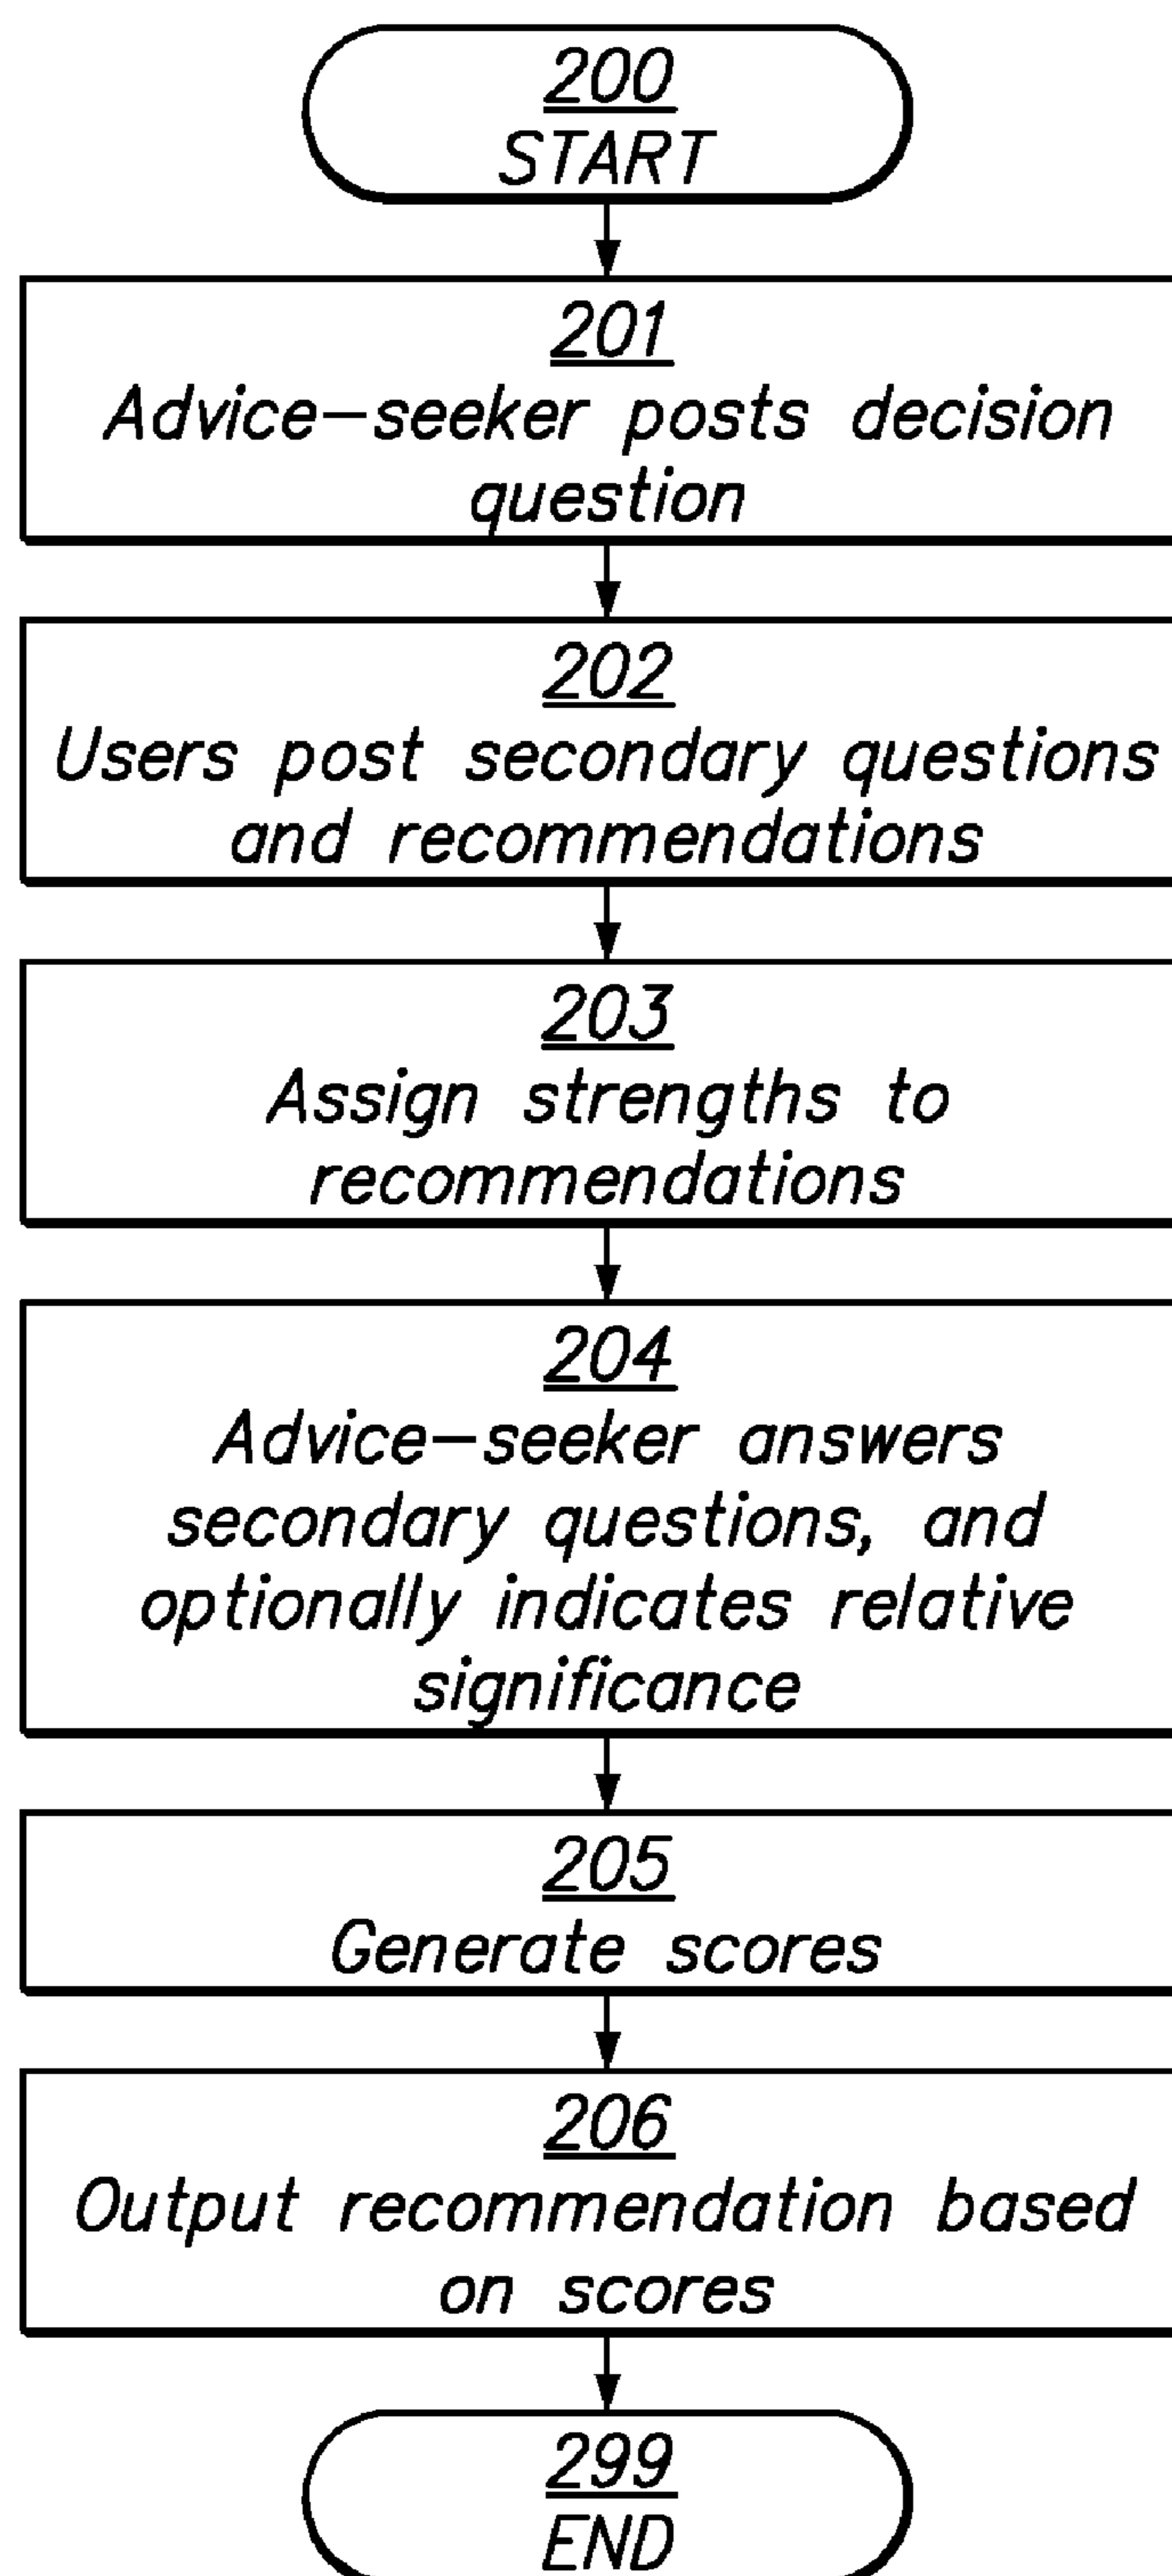 200
START
201
Advice-seeker posts decision
question
202
Users post secondary questions
and recommendations
203
Assign strengths to
recommendations
204
Advice-seeker answers
secondary questions, and
optionally indicates relative
significance
205
Generate scores
206
Output recommendation based
on scores
299
END